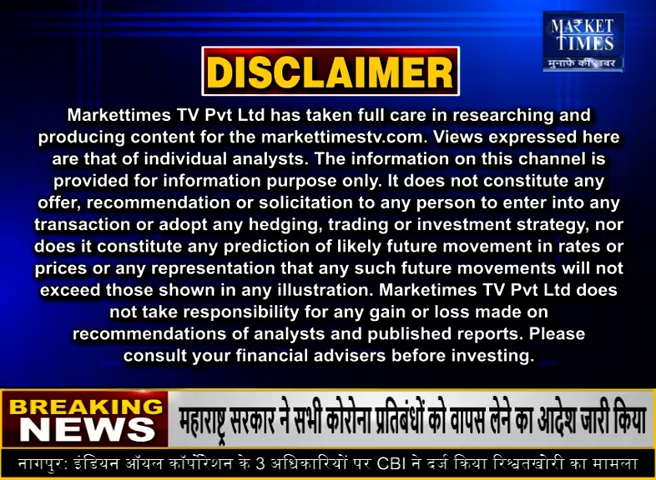 MARKET
TIMES
मुनाफे की खबर
DISCLAIMER
Markettimes TV Pvt Ltd has taken full care in researching and
producing content for the markettimestv.com. Views expressed here
are that of individual analysts. The information on this channel is
provided for information purpose only. It does not constitute any
offer, recommendation or solicitation to any person to enter into any
transaction or adopt any hedging, trading or investment strategy, nor
does it constitute any prediction of likely future movement in rates or
prices or any representation that any such future movements will not
exceed those shown in any illustration. Marketimes TV Pvt Ltd does
not take responsibility for any gain or loss made on
recommendations of analysts and published reports. Please
consult your financial advisers before investing.
BREAKING
NEWS
महाराष्ट्र सरकार ने सभी कोरोना प्रतिबंधों को वापस लेने का आदेश जारी किया
नागपुर: इंडियन ऑयल कॉर्पोरेशन के 3 अधिकारियों पर CBI ने दर्ज किया रिश्वतखोरी का मामला